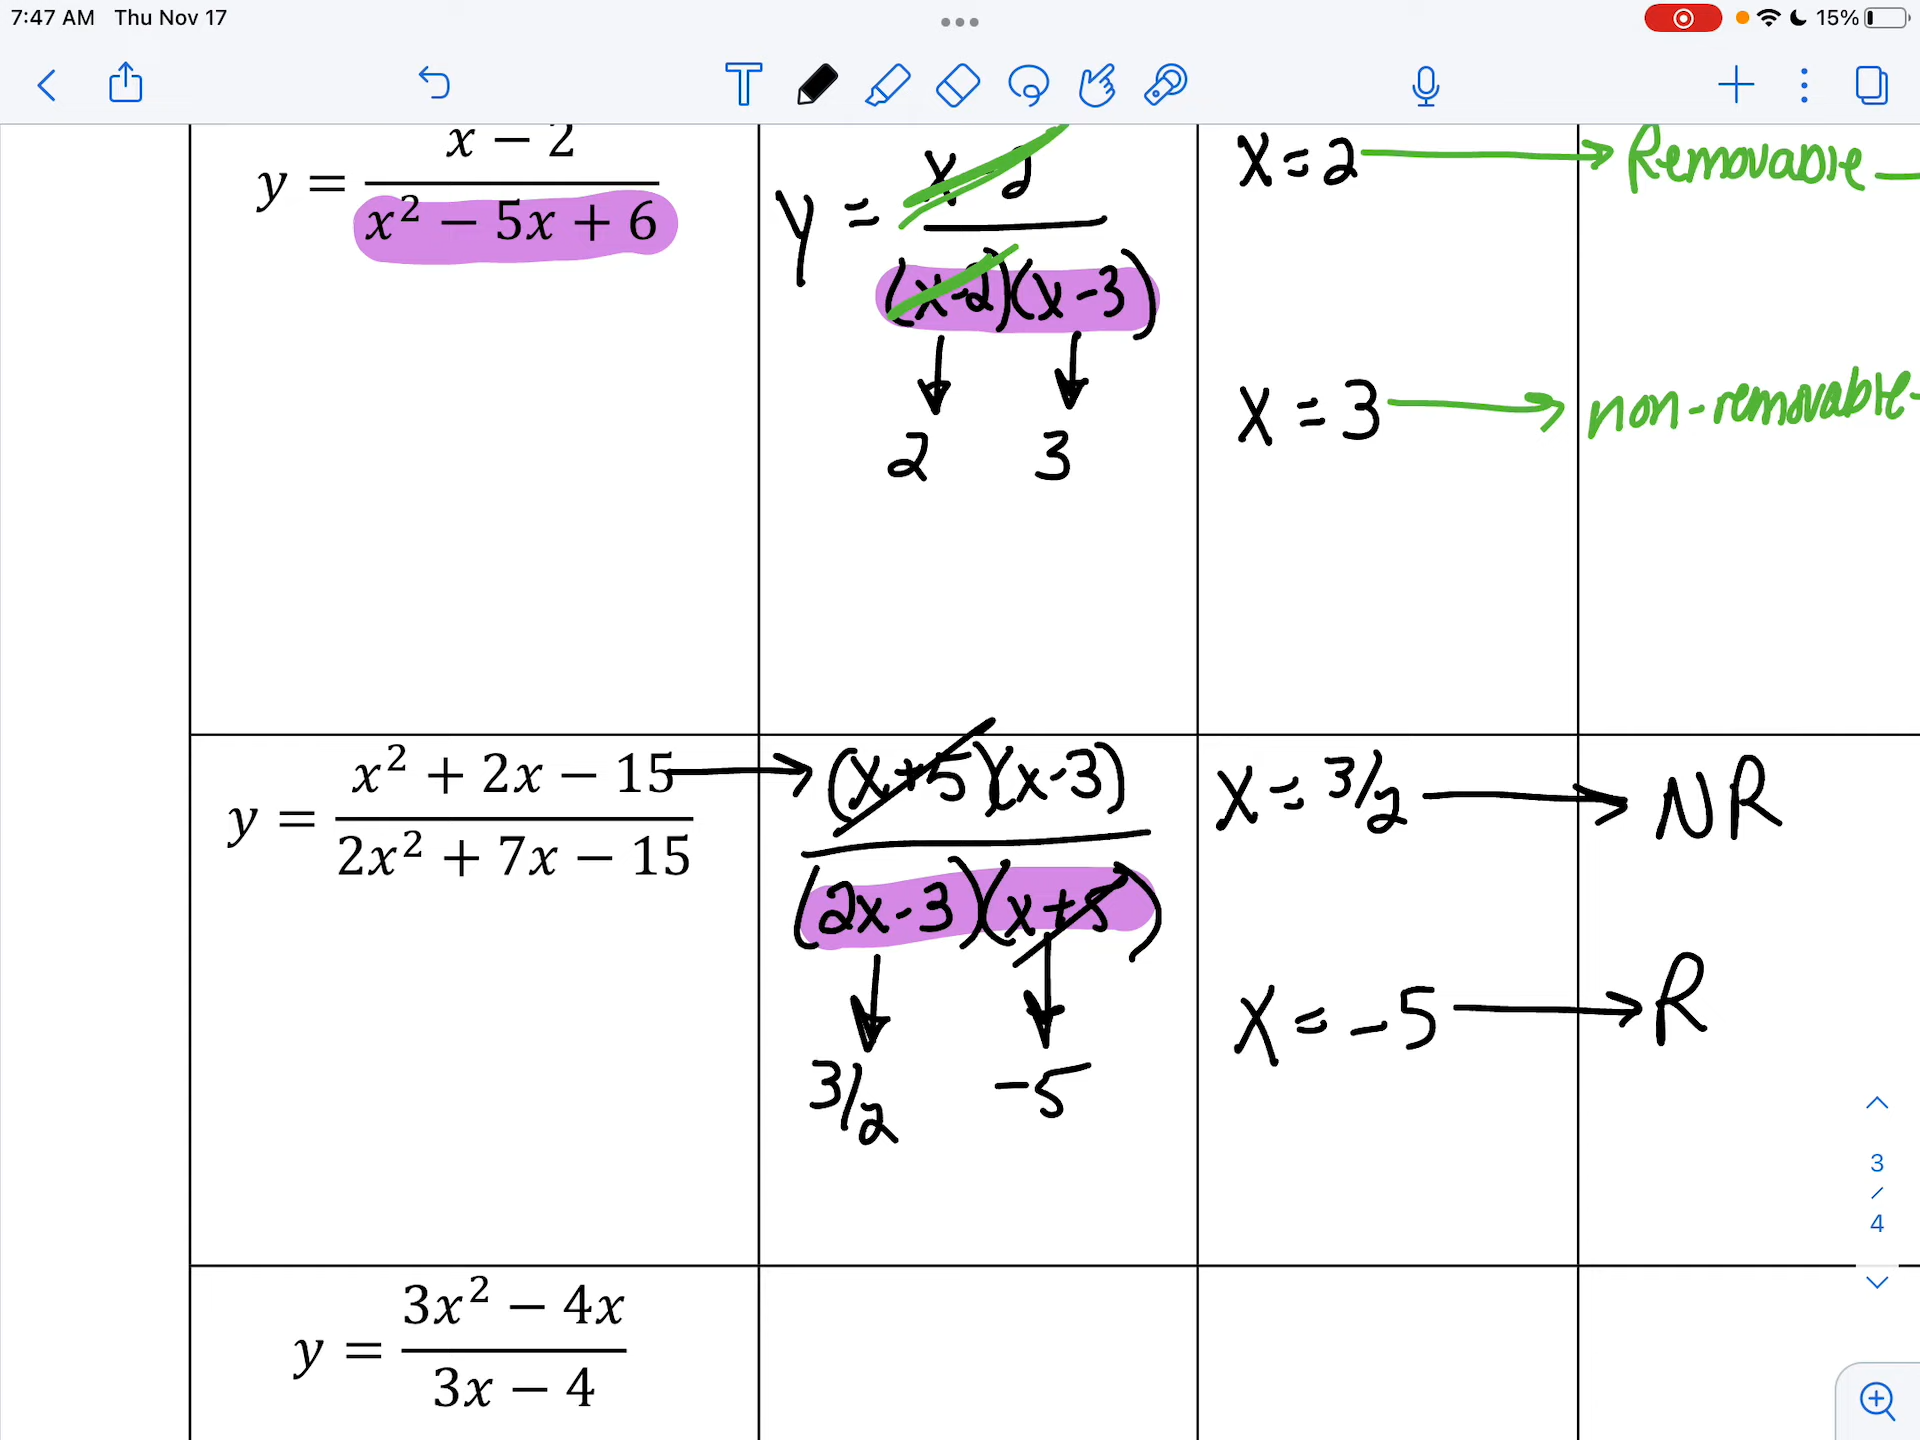 7:47 AM Thu Nov 17
15%
T
y = (x − 2)/(x² − 5x + 6)
y = (x - 2)/((x-2)(x-3))
2 3
x = 2 → Removable
x = 3 → non-removable
y = (x² + 2x − 15)/(2x² + 7x − 15)
(x+5)(x-3)
(2x-3)(x+5)
3/2 -5
x = 3/2 → NR
x = -5 → R
3
/
4
y = (3x² − 4x)/(3x − 4)